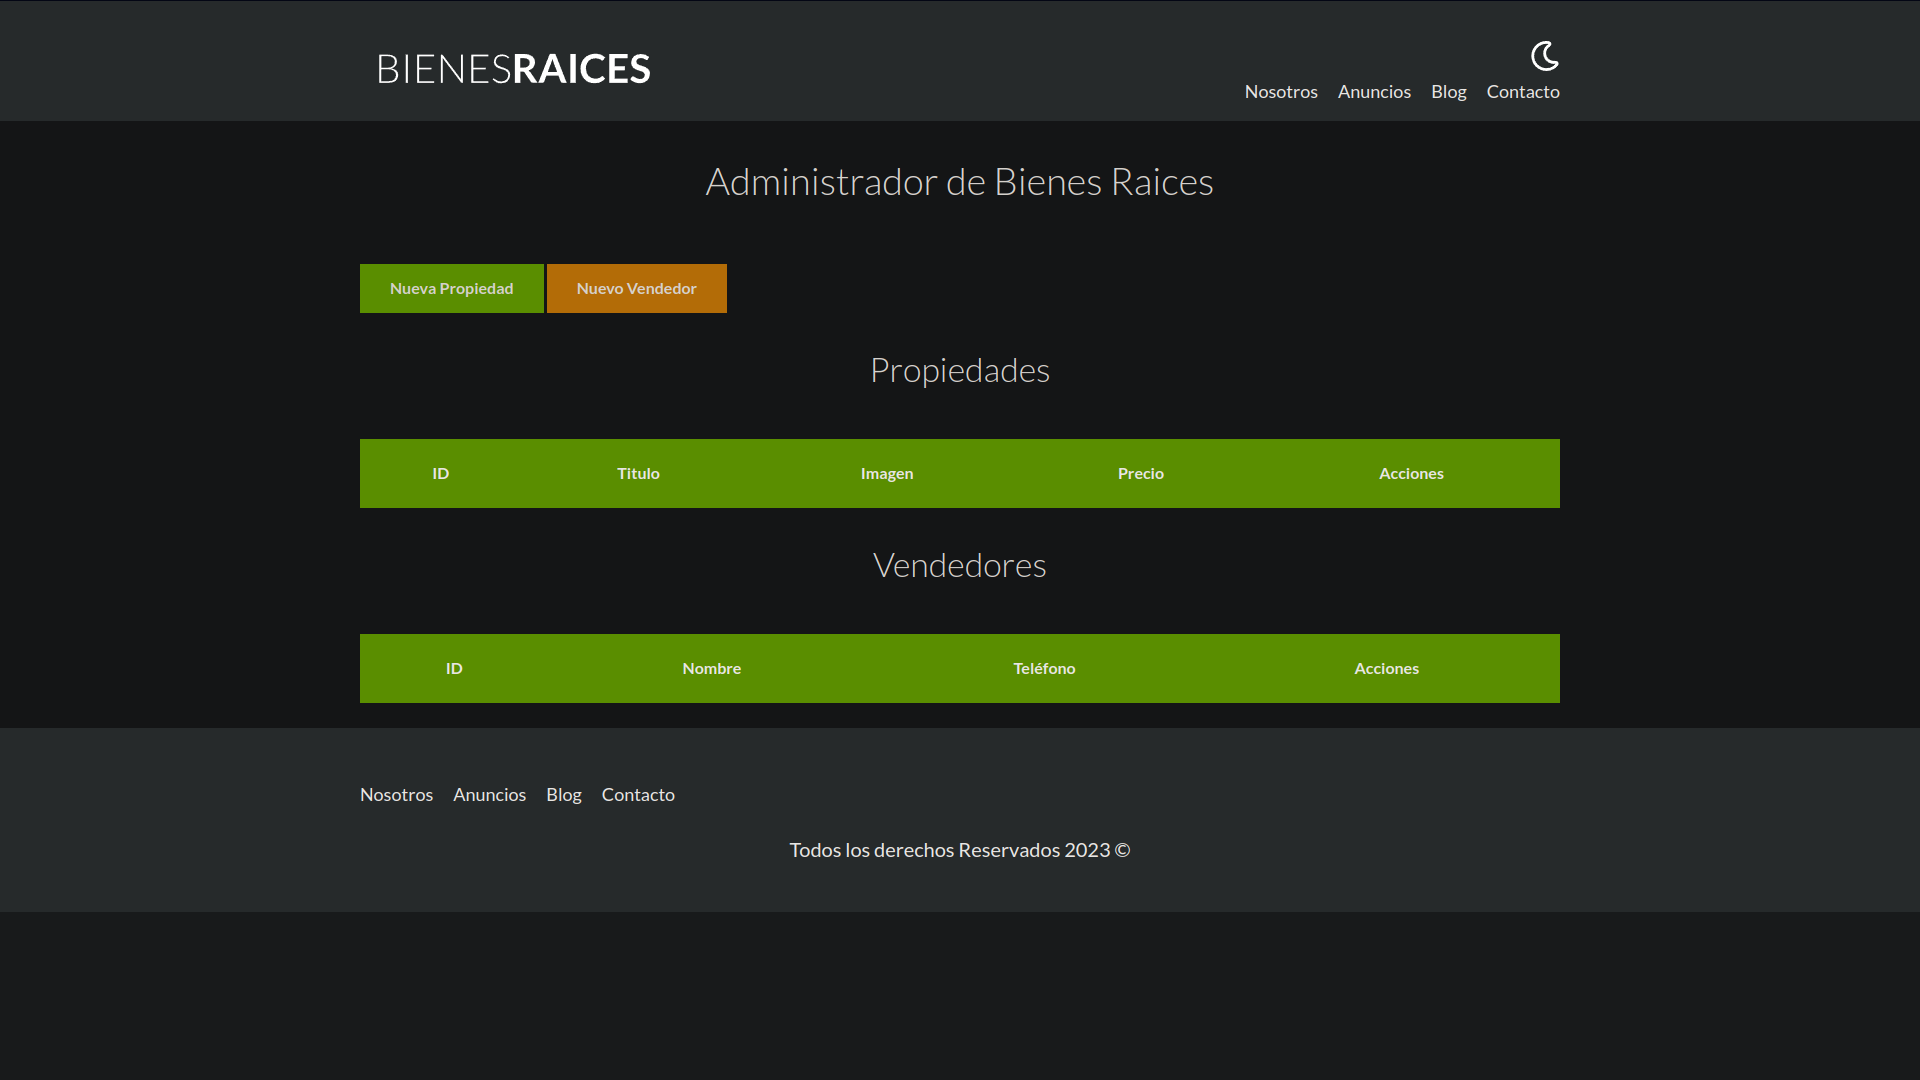 BIENESRAICES
Nosotros Anuncios Blog Contacto
Administrador de Bienes Raices
Nueva Propiedad Nuevo Vendedor
Propiedades
ID Titulo Imagen Precio Acciones
Vendedores
ID Nombre Teléfono Acciones
Nosotros Anuncios Blog Contacto
Todos los derechos Reservados 2023 ©